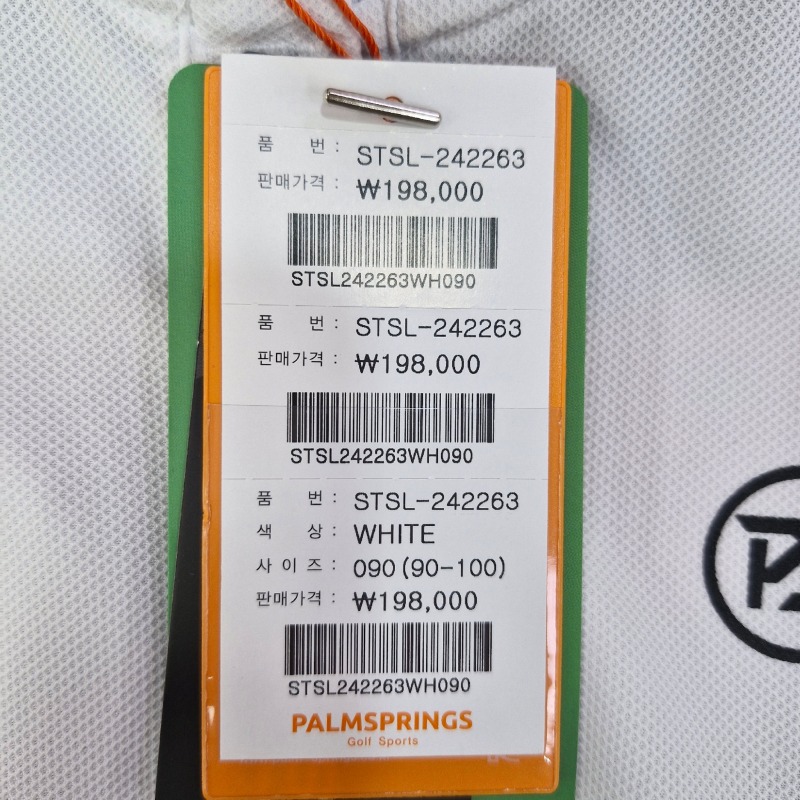 품 번 : STSL-242263
판매가격 : ₩198,000
STSL242263WH090
품 번 : STSL-242263
판매가격 : ₩198,000
STSL242263WH090
품 번 : STSL-242263
색 상 : WHITE
사 이 즈 : 090 (90-100)
판매가격 : ₩198,000
STSL242263WH090
PALMSPRINGS
Golf Sports